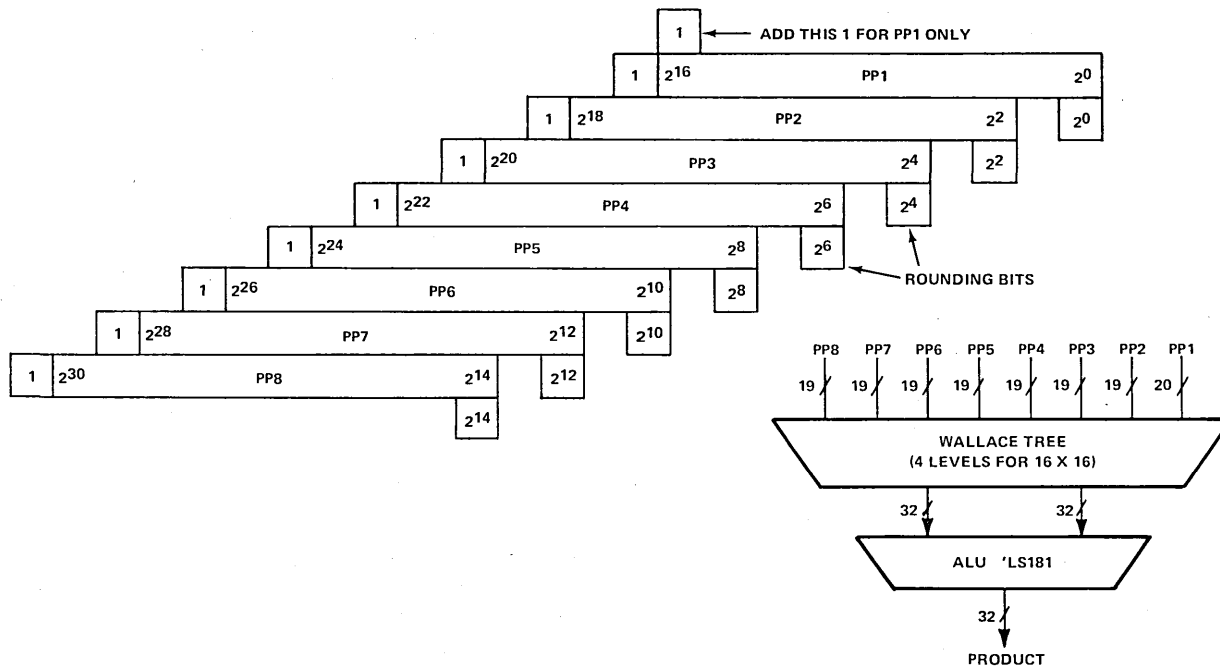 1 ADD THIS 1 FOR PP1 ONLY
1 2^16 PP1 2^0
1 2^18 PP2 2^2 2^0
1 2^20 PP3 2^4 2^2
1 2^22 PP4 2^6 2^4
1 2^24 PP5 2^8 2^6
ROUNDING BITS
1 2^26 PP6 2^10 2^8
1 2^28 PP7 2^12 2^10
1 2^30 PP8 2^14 2^12
2^14
PP8 PP7 PP6 PP5 PP4 PP3 PP2 PP1
19 19 19 19 19 19 19 20
WALLACE TREE
(4 LEVELS FOR 16 X 16)
32 32
ALU 'LS181
32
PRODUCT